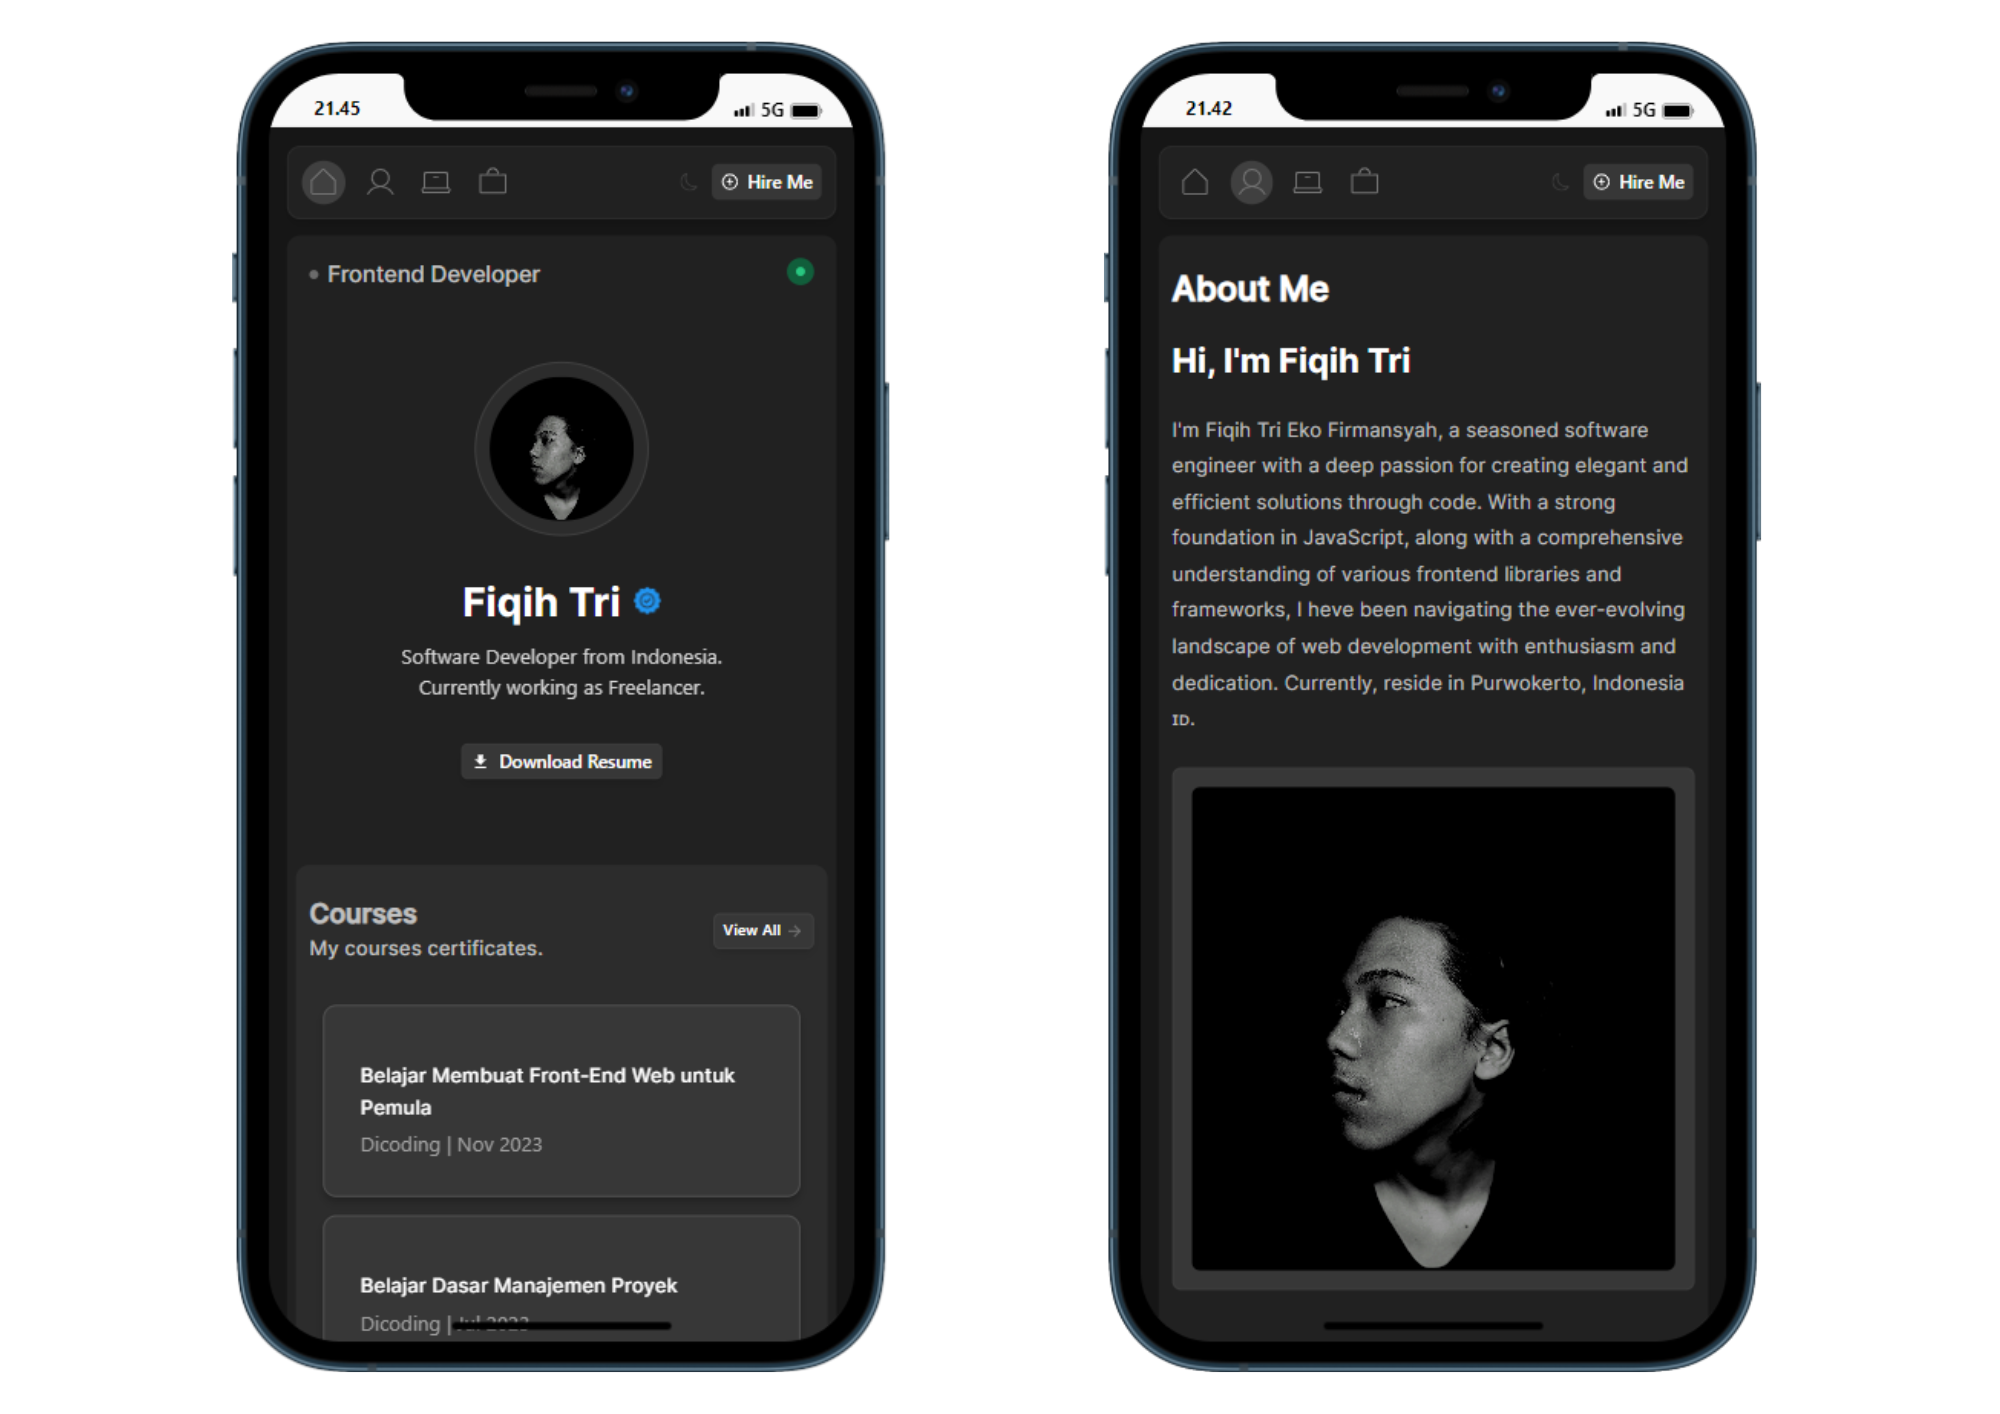 21.45
5G
Hire Me
Frontend Developer
Fiqih Tri
Software Developer from Indonesia.
Currently working as Freelancer.
Download Resume
Courses
My courses certificates.
View All
Belajar Membuat Front-End Web untuk
Pemula
Dicoding | Nov 2023
Belajar Dasar Manajemen Proyek
Dicoding | Jul 2023
21.42
5G
Hire Me
About Me
Hi, I'm Fiqih Tri
I'm Fiqih Tri Eko Firmansyah, a seasoned software
engineer with a deep passion for creating elegant and
efficient solutions through code. With a strong
foundation in JavaScript, along with a comprehensive
understanding of various frontend libraries and
frameworks, I heve been navigating the ever-evolving
landscape of web development with enthusiasm and
dedication. Currently, reside in Purwokerto, Indonesia
ID.